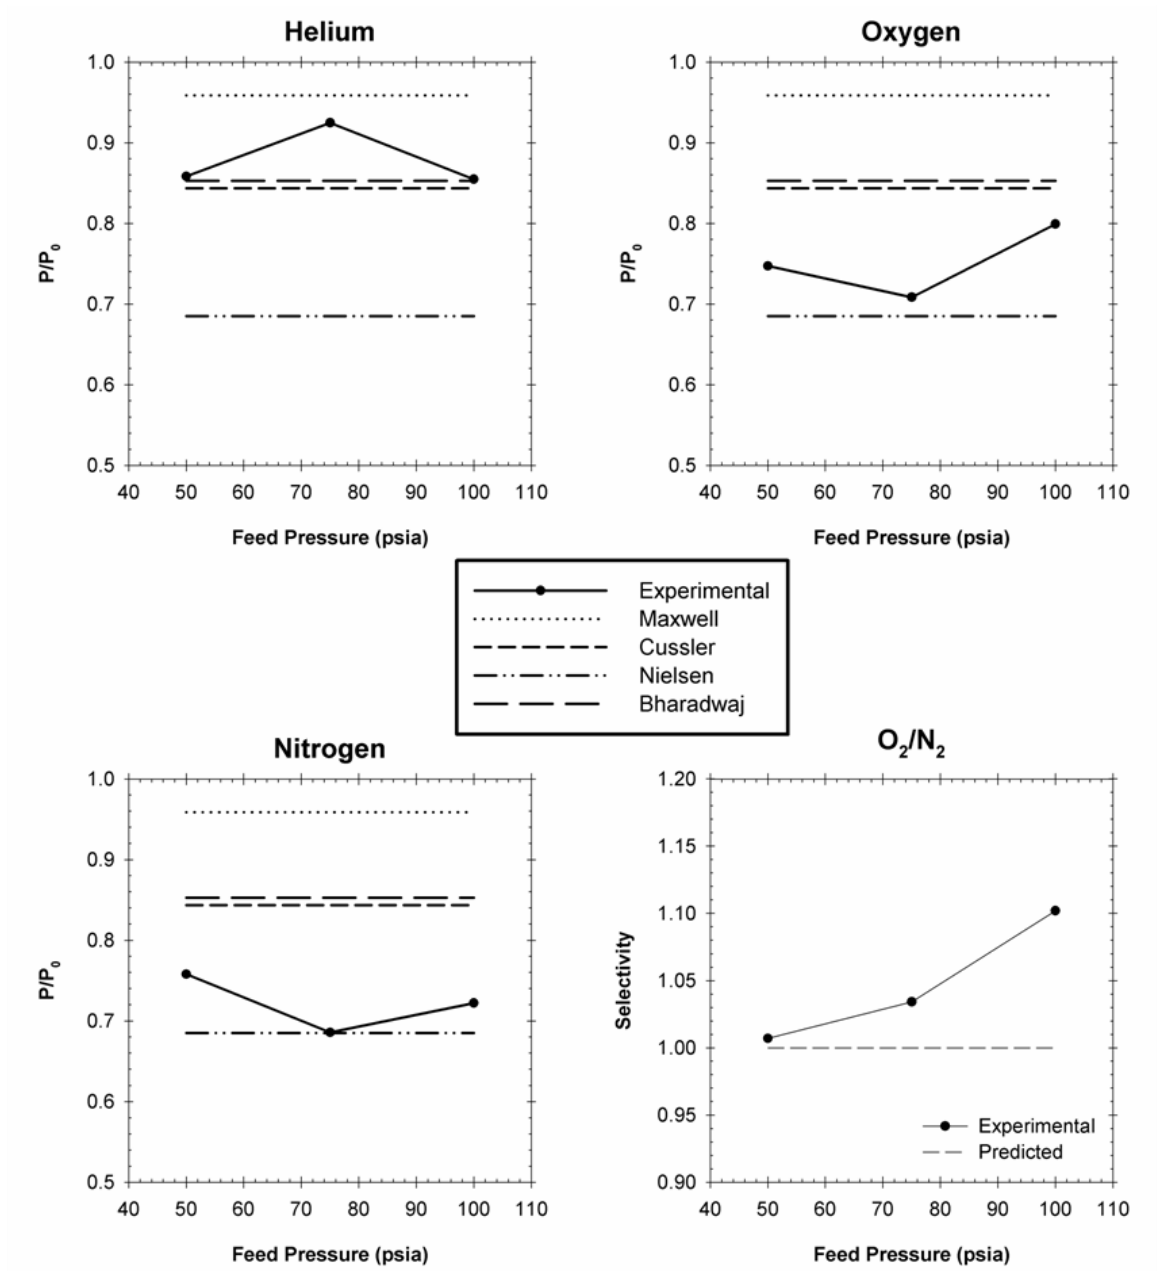 Helium
1.0
0.9
0.8
0.7
0.6
0.5
P/P0
40 50 60 70 80 90 100 110
Feed Pressure (psia)
Oxygen
1.0
0.9
0.8
0.7
0.6
0.5
P/P0
40 50 60 70 80 90 100 110
Feed Pressure (psia)
Experimental
Maxwell
Cussler
Nielsen
Bharadwaj
Nitrogen
1.0
0.9
0.8
0.7
0.6
0.5
P/P0
40 50 60 70 80 90 100 110
Feed Pressure (psia)
O2/N2
1.20
1.15
1.10
1.05
1.00
0.95
0.90
Selectivity
Experimental
Predicted
40 50 60 70 80 90 100 110
Feed Pressure (psia)